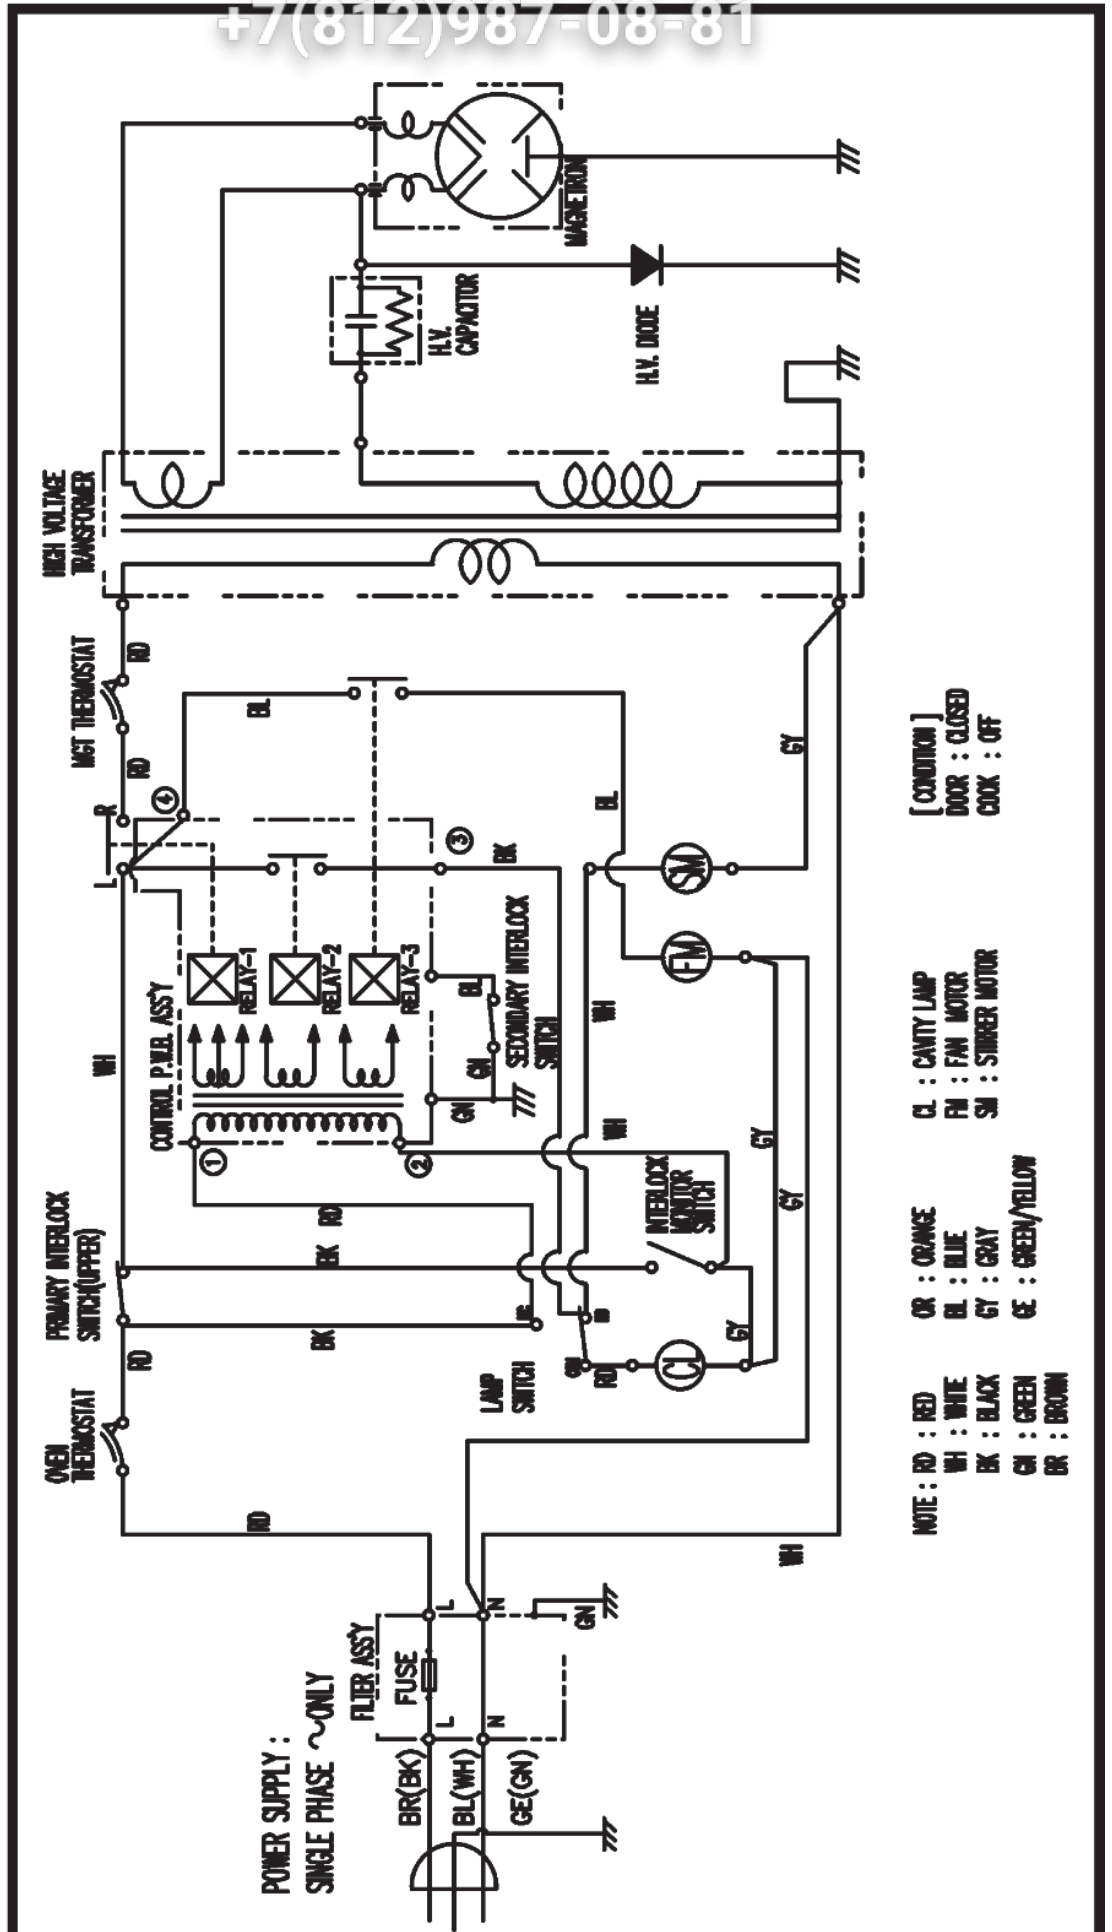 +7(812)987-08-81
POWER SUPPLY :
SINGLE PHASE ~ ONLY
BR(BK)
BL(WH)
GE(GN)
FILTER ASS'Y
FUSE
L
N
L
N
GN
RD
WH
OVEN
THERMOSTAT
RD
PRIMARY INTERLOCK
SWITCH(UPPER)
BK
BK
RD
WH
LAMP
SWITCH
NC
NO
RD
CL
GY
INTERLOCK
MONITOR
SWITCH
CONTROL P.W.B. ASS'Y
1
2
WH
GN
GN
BL
SECONDARY INTERLOCK
SWITCH
RELAY-1
RELAY-2
RELAY-3
3
BK
4
L
R
WH
FM
SM
GY
GY
GY
BL
BL
RD
MGT THERMOSTAT
RD
HIGH VOLTAGE
TRANSFORMER
H.V.
CAPACITOR
H.V. DIODE
MAGNETRON
NOTE : RD : RED
WH : WHITE
BK : BLACK
GN : GREEN
BR : BROWN
OR : ORANGE
BL : BLUE
GY : GRAY
GE : GREEN/YELLOW
CL : CAVITY LAMP
FM : FAN MOTOR
SM : STIRRER MOTOR
[CONDITION]
DOOR : CLOSED
COOK : OFF